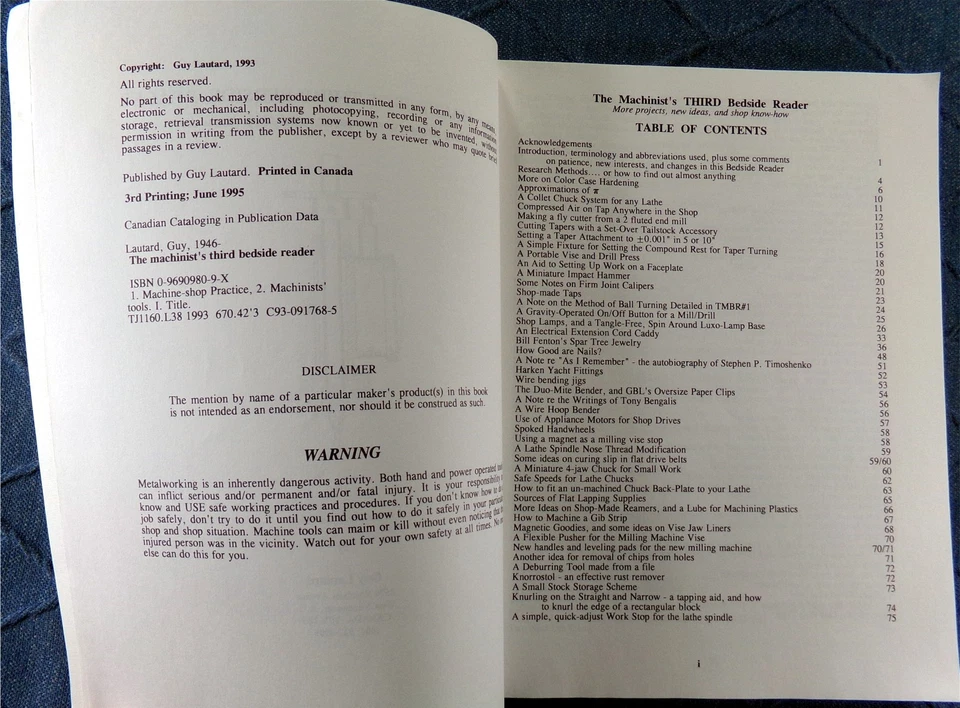 Copyright: Guy Lautard, 1993
All rights reserved.
No part of this book may be reproduced or transmitted in any form, by any means
electronic or mechanical, including photocopying, recording or any information
storage, retrieval transmission systems now known or yet to be invented, without
permission in writing from the publisher, except by a reviewer who may quote brief
passages in a review.
Published by Guy Lautard. Printed in Canada
3rd Printing; June 1995
Canadian Cataloging in Publication Data
Lautard, Guy, 1946-
The machinist's third bedside reader
ISBN 0-9690980-9-X
1. Machine-shop Practice, 2. Machinists'
tools. I. Title.
TJ1160.L38 1993 670.42'3 C93-091768-5
DISCLAIMER
The mention by name of a particular maker's product(s) in this book
is not intended as an endorsement, nor should it be construed as such.
WARNING
Metalworking is an inherently dangerous activity. Both hand and power operated
can inflict serious and/or permanent and/or fatal injury. It is your responsibility
know and USE safe working practices and procedures. If you don't know how to do
job safely, don't try to do it until you find out how to do it safely in your particular
shop and shop situation. Machine tools can maim or kill without even noticing that
injured person was in the vicinity. Watch out for your own safety at all times. No
else can do this for you.
The Machinist's THIRD Bedside Reader
More projects, new ideas, and shop know-how
TABLE OF CONTENTS
Acknowledgements
Introduction, terminology and abbreviations used, plus some comments
on patience, new interests, and changes in this Bedside Reader 1
Research Methods.... or how to find out almost anything
More on Color Case Hardening 4
Approximations of π 6
A Collet Chuck System for any Lathe 10
Compressed Air on Tap Anywhere in the Shop 11
Making a fly cutter from a 2 fluted end mill 12
Cutting Tapers with a Set-Over Tailstock Accessory 12
Setting a Taper Attachment to ±0.001" in 5 or 10" 13
A Simple Fixture for Setting the Compound Rest for Taper Turning 15
A Portable Vise and Drill Press 16
An Aid to Setting Up Work on a Faceplate 18
A Miniature Impact Hammer 20
Some Notes on Firm Joint Calipers 20
Shop-made Taps 21
A Note on the Method of Ball Turning Detailed in TMBR#1 23
A Gravity-Operated On/Off Button for a Mill/Drill 24
Shop Lamps, and a Tangle-Free, Spin Around Luxo-Lamp Base 25
An Electrical Extension Cord Caddy 26
Bill Fenton's Spar Tree Jewelry 33
How Good are Nails? 36
A Note re "As I Remember" - the autobiography of Stephen P. Timoshenko 48
Harken Yacht Fittings 51
Wire bending jigs 52
The Duo-Mite Bender, and GBL's Oversize Paper Clips 53
A Note re the Writings of Tony Bengalis 54
A Wire Hoop Bender 56
Use of Appliance Motors for Shop Drives 56
Spoked Handwheels 57
Using a magnet as a milling vise stop 58
A Lathe Spindle Nose Thread Modification 58
Some ideas on curing slip in flat drive belts 59
A Miniature 4-jaw Chuck for Small Work 59/60
Safe Speeds for Lathe Chucks 60
How to fit an un-machined Chuck Back-Plate to your Lathe 62
Sources of Flat Lapping Supplies 63
More Ideas on Shop-Made Reamers, and a Lube for Machining Plastics 65
How to Machine a Gib Strip 66
Magnetic Goodies, and some ideas on Vise Jaw Liners 67
A Flexible Pusher for the Milling Machine Vise 68
New handles and leveling pads for the new milling machine 70
Another idea for removal of chips from holes 70/71
A Deburring Tool made from a file 71
Knorrostol - an effective rust remover 72
A Small Stock Storage Scheme 72
Knurling on the Straight and Narrow - a tapping aid, and how 73
to knurl the edge of a rectangular block 74
A simple, quick-adjust Work Stop for the lathe spindle 75
i